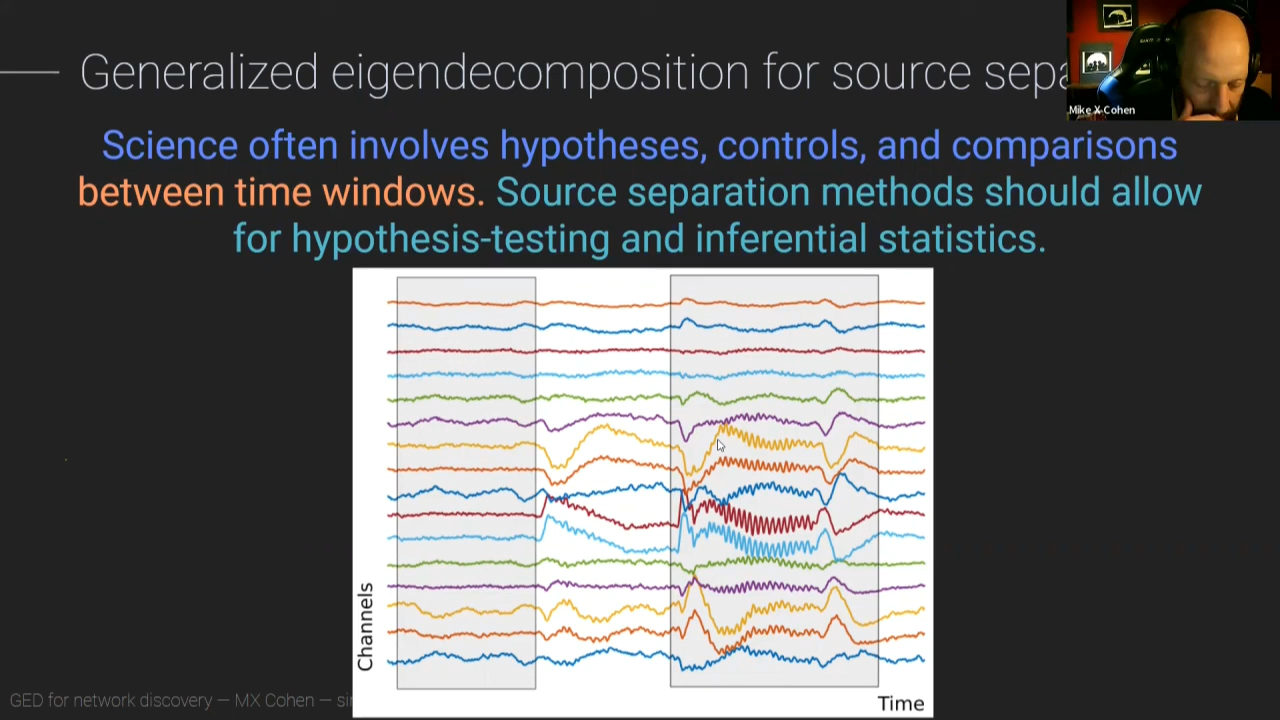 Generalized eigendecomposition for source sepa
Mike X Cohen
Science often involves hypotheses, controls, and comparisons
between time windows. Source separation methods should allow
for hypothesis-testing and inferential statistics.
Channels
Time
GED for network discovery — MX Cohen —